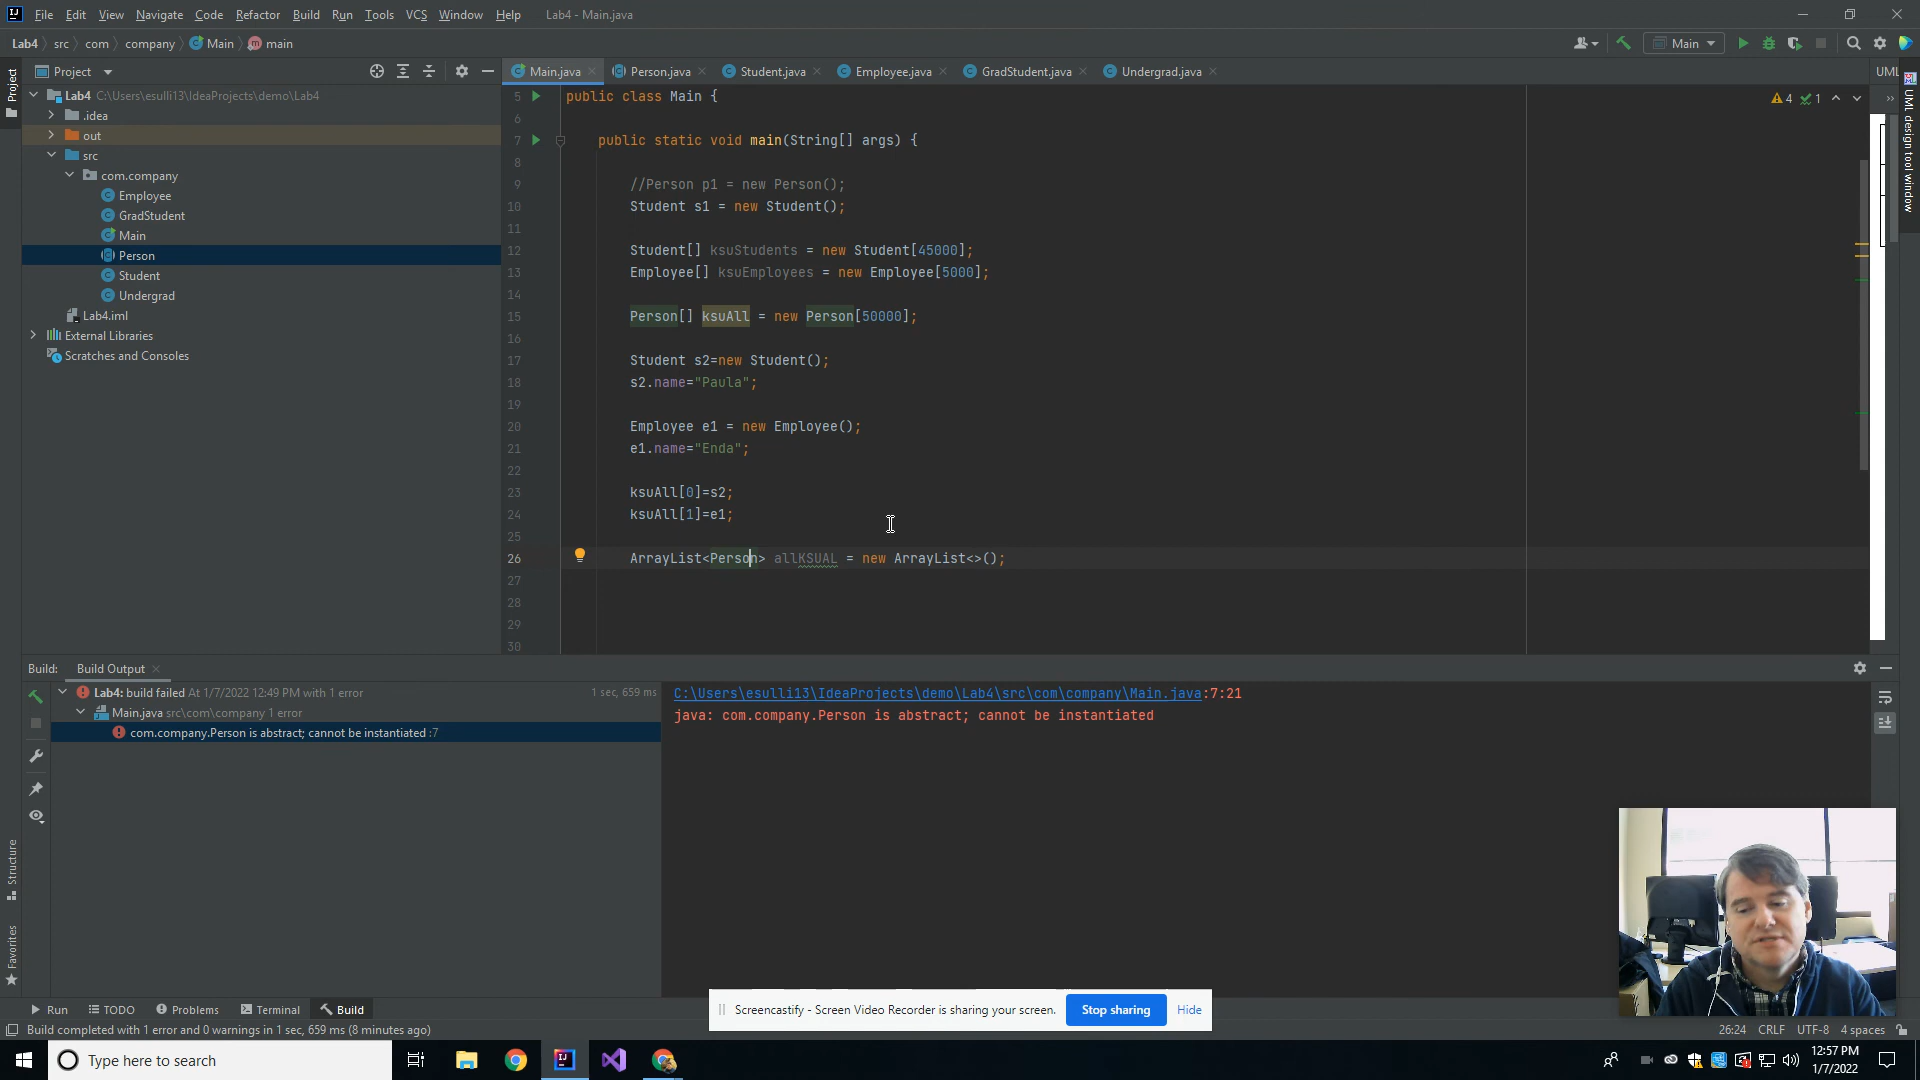 File Edit View Navigate Code Refactor Build Run Tools VCS Window Help Lab4 - Main.java
Lab4 src com company Main main
Main
Project
Main.java Person.java Student.java Employee.java GradStudent.java Undergrad.java UML
Project
Lab4 C:\Users\esulli13\IdeaProjects\demo\Lab4
.idea
out
src
com.company
Employee
GradStudent
Main
Person
Student
Undergrad
Lab4.iml
External Libraries
Scratches and Consoles
4 1
UML design tool window
5 public class Main {
6
7 public static void main(String[] args) {
8
9 //Person p1 = new Person();
10 Student s1 = new Student();
11
12 Student[] ksuStudents = new Student[45000];
13 Employee[] ksuEmployees = new Employee[5000];
14
15 Person[] ksuAll = new Person[50000];
16
17 Student s2=new Student();
18 s2.name="Paula";
19
20 Employee e1 = new Employee();
21 e1.name="Enda";
22
23 ksuAll[0]=s2;
24 ksuAll[1]=e1;
25
26 ArrayList<Person> allKSUAL = new ArrayList<>();
27
28
29
30
Build: Build Output
Lab4: build failed At 1/7/2022 12:49 PM with 1 error 1 sec, 659 ms
Main.java src\com\company 1 error
com.company.Person is abstract; cannot be instantiated :7
C:\Users\esulli13\IdeaProjects\demo\Lab4\src\com\company\Main.java:7:21
java: com.company.Person is abstract; cannot be instantiated
Structure
Favorites
Run TODO Problems Terminal Build
Screencastify - Screen Video Recorder is sharing your screen. Stop sharing Hide
Build completed with 1 error and 0 warnings in 1 sec, 659 ms (8 minutes ago)
26:24 CRLF UTF-8 4 spaces
Type here to search
12:57 PM
1/7/2022